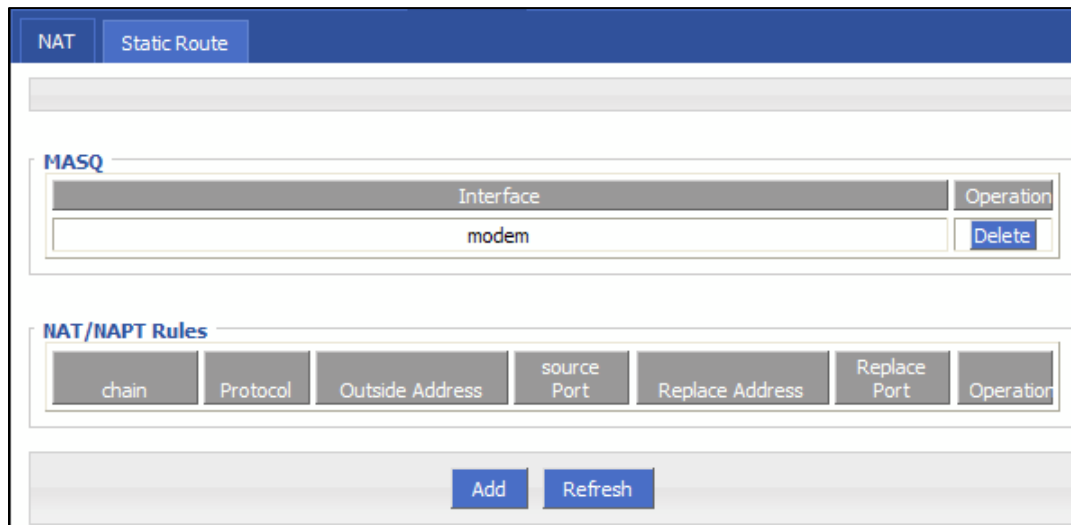 NAT Static Route
MASQ
Interface Operation
modem Delete
NAT/NAPT Rules
chain Protocol Outside Address source Port Replace Address Replace Port Operation
Add Refresh